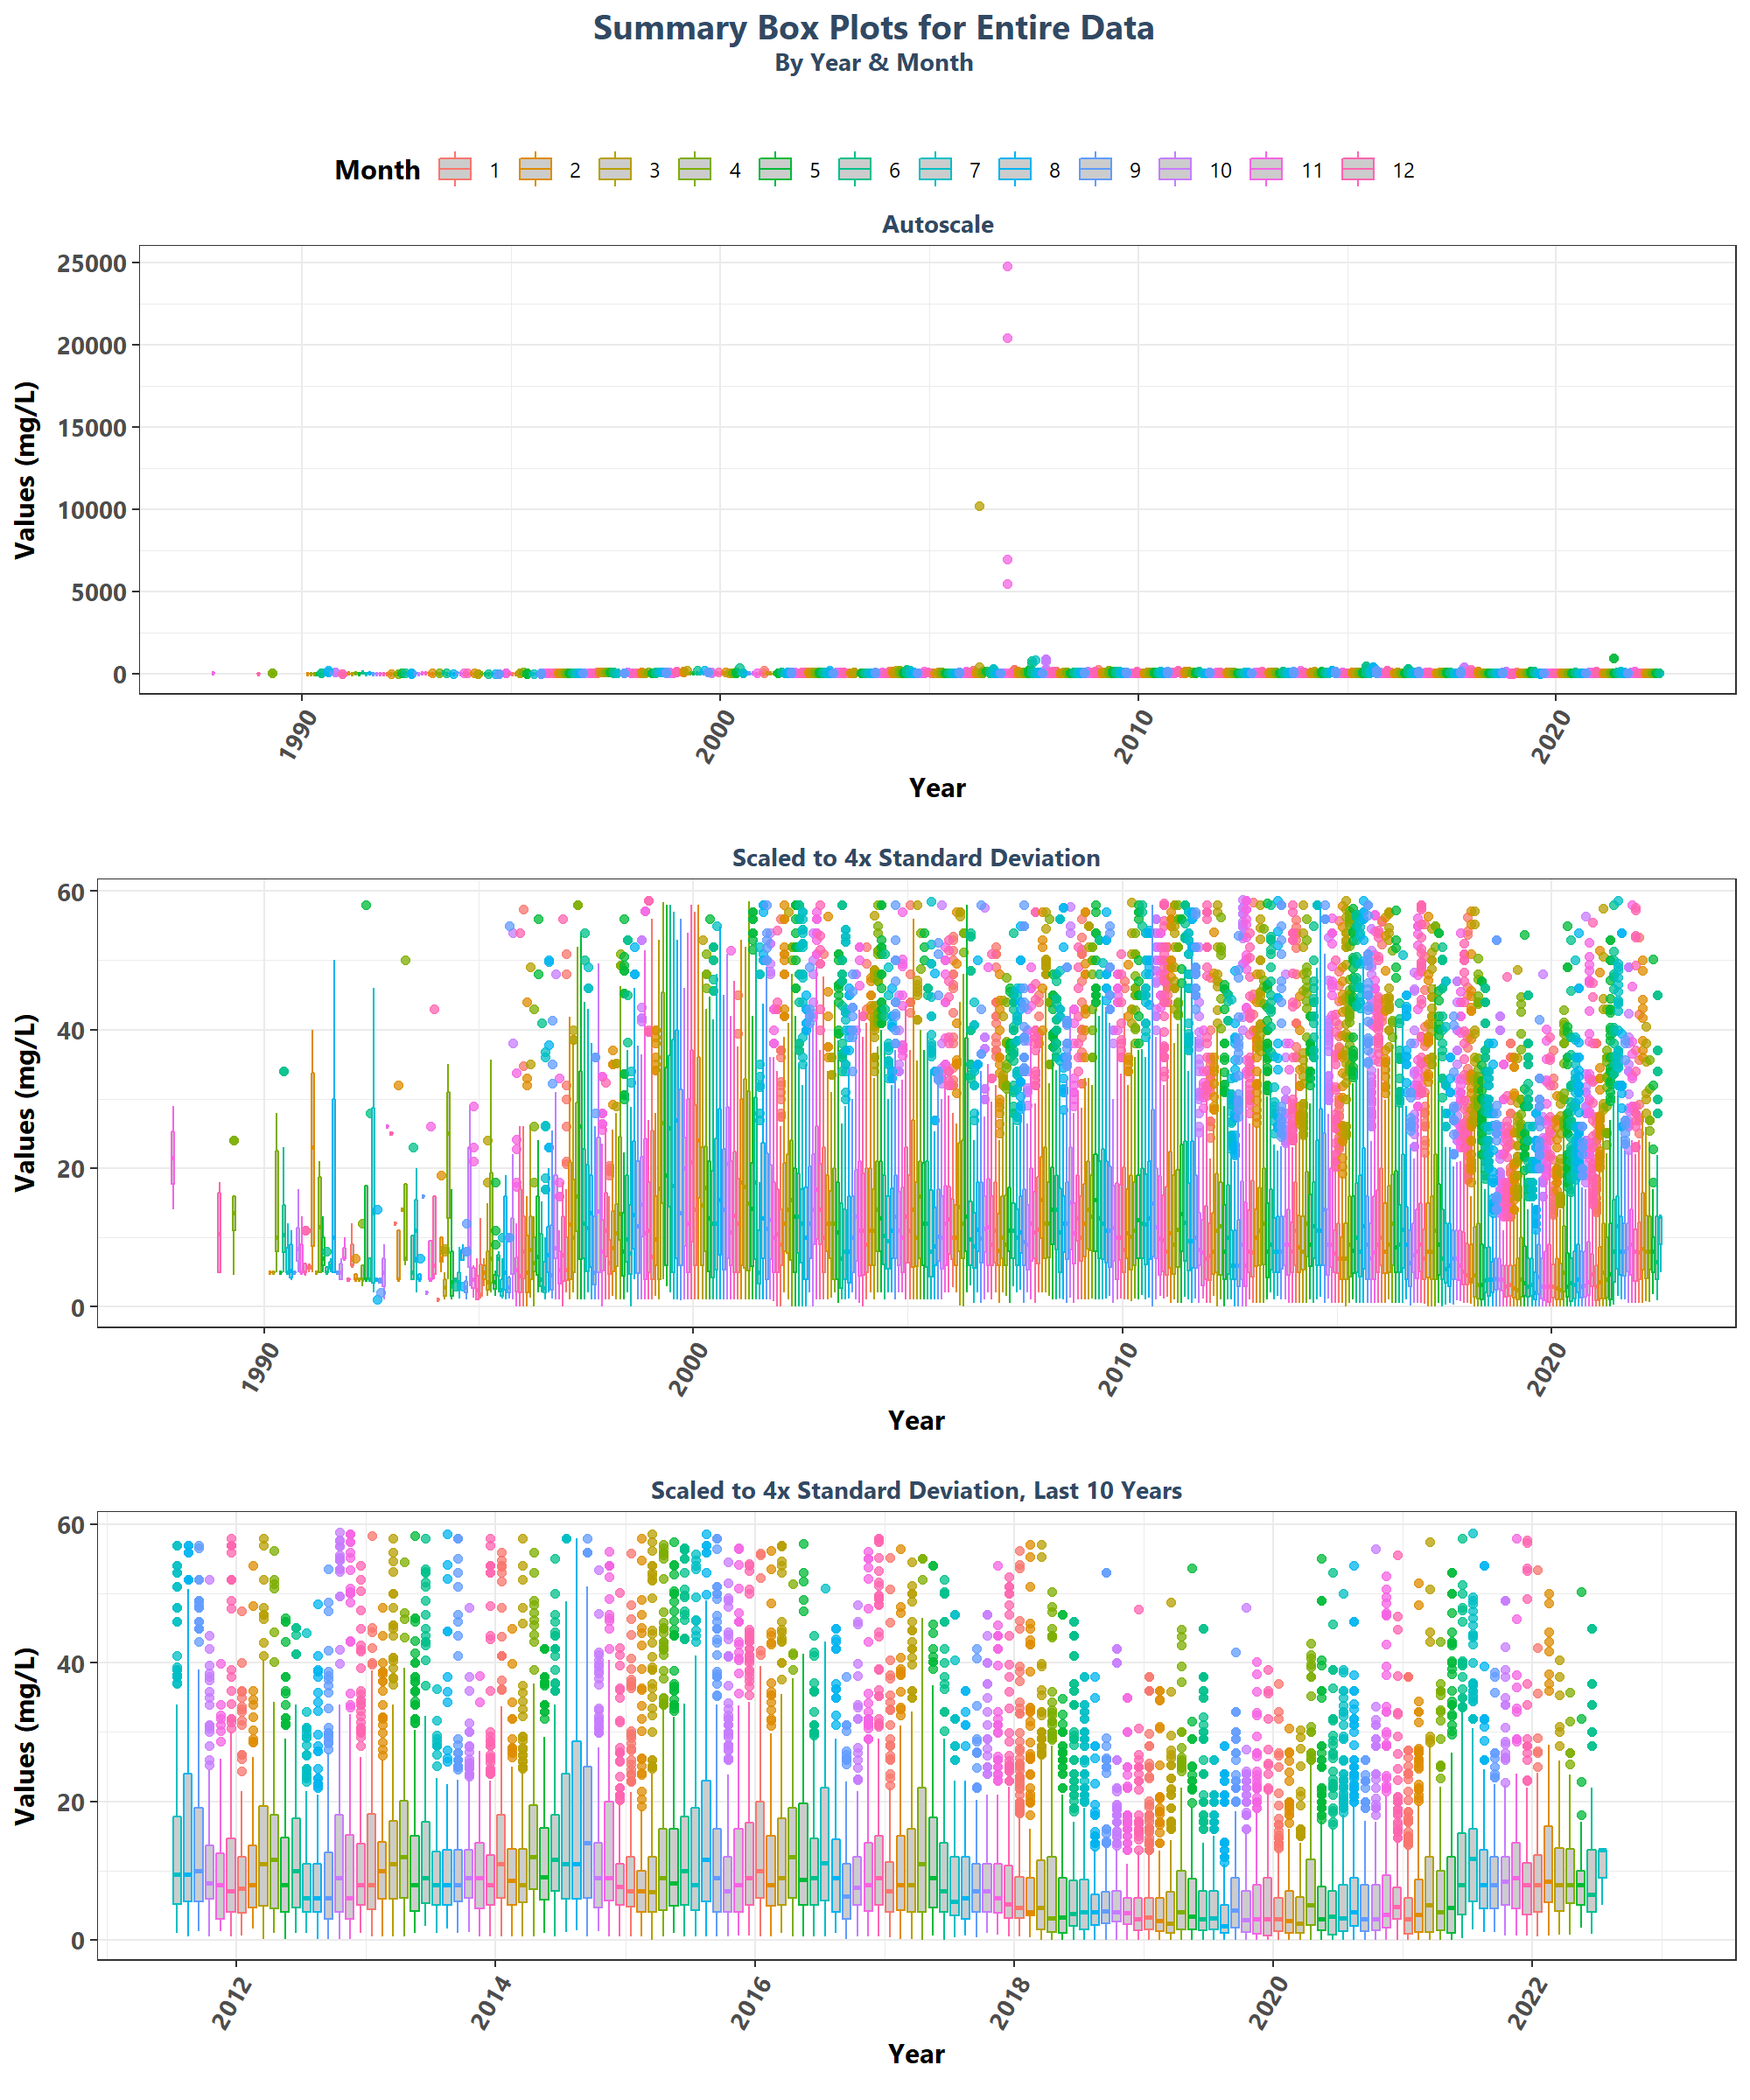 Summary Box Plots for Entire Data
By Year & Month
Month 1 2 3 4 5 6 7 8 9 10 11 12
Autoscale
Values (mg/L)
25000
20000
15000
10000
5000
0
1990 2000 2010 2020
Year
Scaled to 4x Standard Deviation
Values (mg/L)
60
40
20
0
1990 2000 2010 2020
Year
Scaled to 4x Standard Deviation, Last 10 Years
Values (mg/L)
60
40
20
0
2012 2014 2016 2018 2020 2022
Year